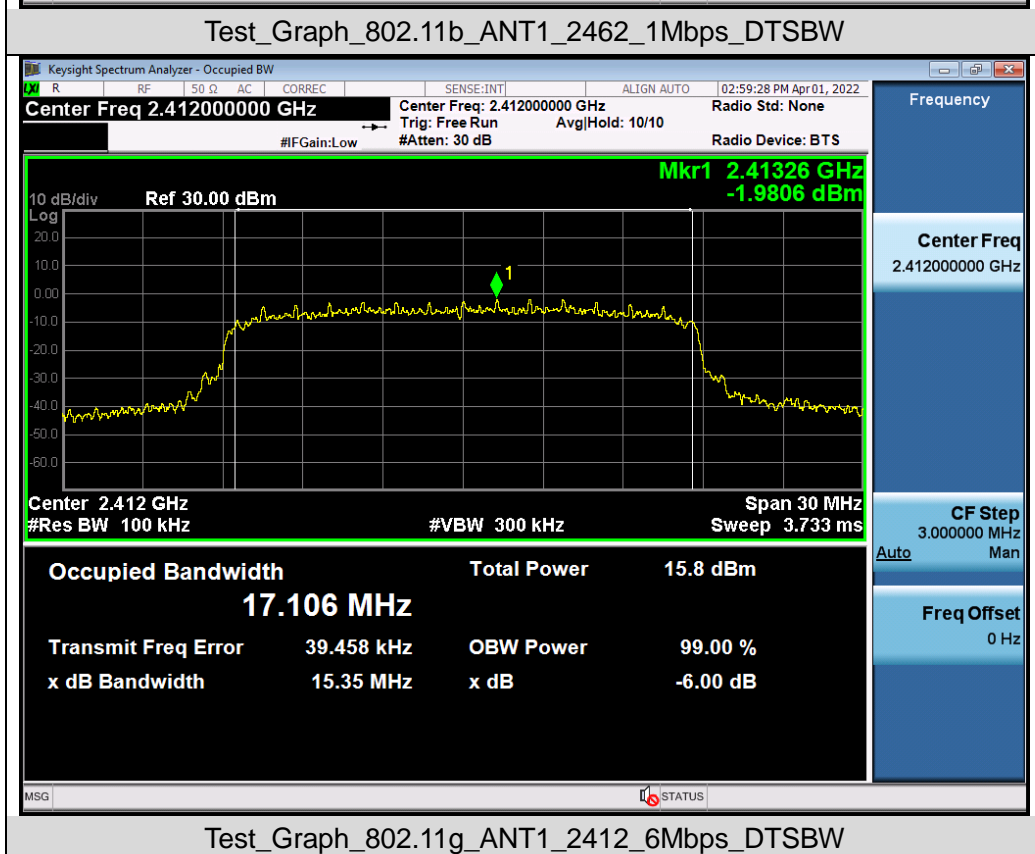 Test_Graph_802.11b_ANT1_2462_1Mbps_DTSBW
Keysight Spectrum Analyzer - Occupied BW
LXI R RF 50 Ω AC CORREC SENSE:INT ALIGN AUTO 02:59:28 PM Apr 01, 2022
Center Freq 2.412000000 GHz Center Freq: 2.412000000 GHz Radio Std: None Frequency
Trig: Free Run Avg|Hold: 10/10
#IFGain:Low #Atten: 30 dB Radio Device: BTS
Mkr1 2.41326 GHz
10 dB/div Ref 30.00 dBm -1.9806 dBm
Log
20.0
10.0
0.00
-10.0
-20.0
-30.0
-40.0
-50.0
-60.0
1
Center Freq
2.412000000 GHz
Center 2.412 GHz Span 30 MHz
#Res BW 100 kHz #VBW 300 kHz Sweep 3.733 ms
CF Step
3.000000 MHz
Auto Man
Occupied Bandwidth Total Power 15.8 dBm
17.106 MHz
Transmit Freq Error 39.458 kHz OBW Power 99.00 %
x dB Bandwidth 15.35 MHz x dB -6.00 dB
Freq Offset
0 Hz
MSG STATUS
Test_Graph_802.11g_ANT1_2412_6Mbps_DTSBW